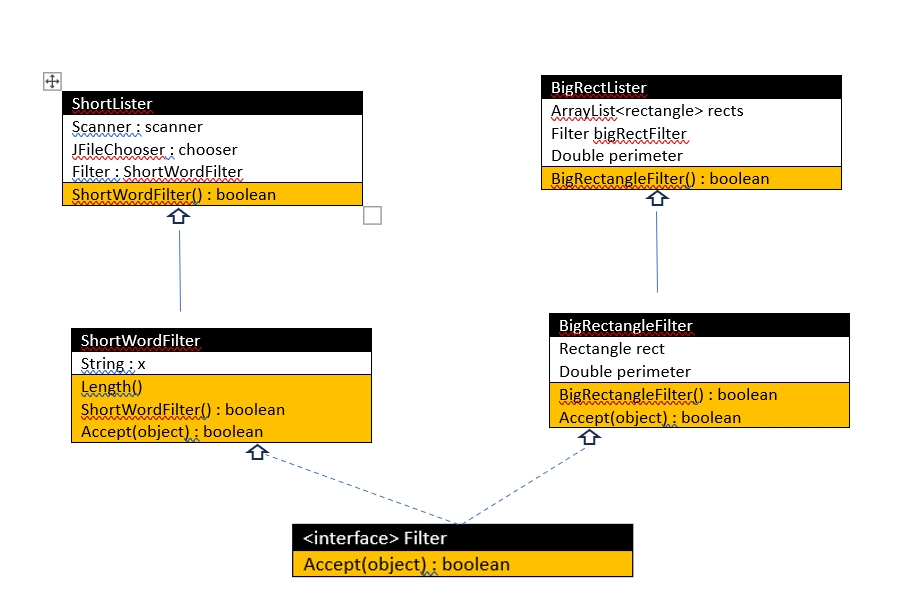 ShortLister
Scanner : scanner
JFileChooser : chooser
Filter : ShortWordFilter
ShortWordFilter() : boolean
BigRectLister
ArrayList<rectangle> rects
Filter bigRectFilter
Double perimeter
BigRectangleFilter() : boolean
ShortWordFilter
String : x
Length()
ShortWordFilter() : boolean
Accept(object) : boolean
BigRectangleFilter
Rectangle rect
Double perimeter
BigRectangleFilter() : boolean
Accept(object) : boolean
<interface> Filter
Accept(object) : boolean